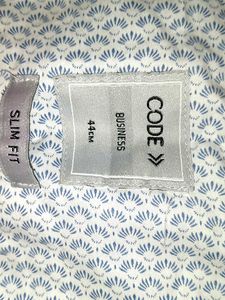 CODE »
BUSINESS
44CM
SLIM FIT